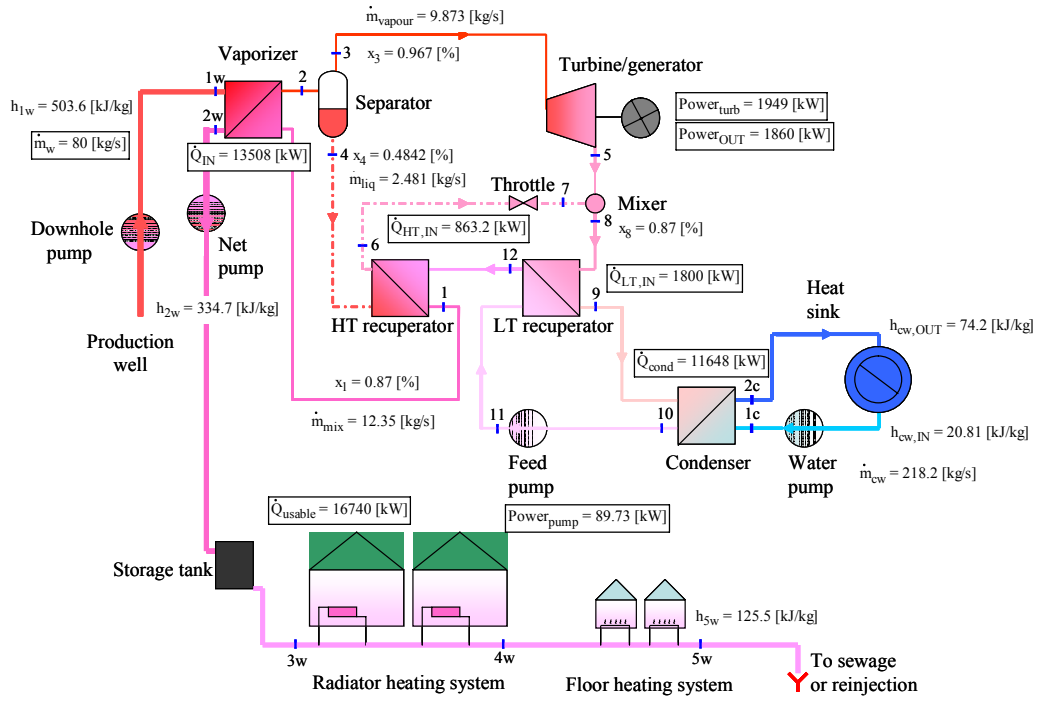 ṁvapour = 9.873 [kg/s]
Vaporizer
3
x3 = 0.967 [%]
Turbine/generator
1w
2
h1w = 503.6 [kJ/kg]
Separator
Powerturb = 1949 [kW]
2w
ṁw = 80 [kg/s]
PowerOUT = 1860 [kW]
Q̇IN = 13508 [kW]
4
x4 = 0.4842 [%]
5
ṁliq = 2.481 [kg/s]
Throttle
7
Mixer
Downhole
pump
Net
pump
Q̇HT,IN = 863.2 [kW]
8
x8 = 0.87 [%]
6
12
Q̇LT,IN = 1800 [kW]
h2w = 334.7 [kJ/kg]
1
9
Heat
sink
HT recuperator
LT recuperator
hcw,OUT = 74.2 [kJ/kg]
Production
well
Q̇cond = 11648 [kW]
x1 = 0.87 [%]
2c
ṁmix = 12.35 [kg/s]
11
10
1c
hcw,IN = 20.81 [kJ/kg]
Feed
pump
Condenser
Water
pump
ṁcw = 218.2 [kg/s]
Q̇usable = 16740 [kW]
Powerpump = 89.73 [kW]
Storage tank
h5w = 125.5 [kJ/kg]
3w
4w
5w
Radiator heating system
Floor heating system
To sewage
or reinjection